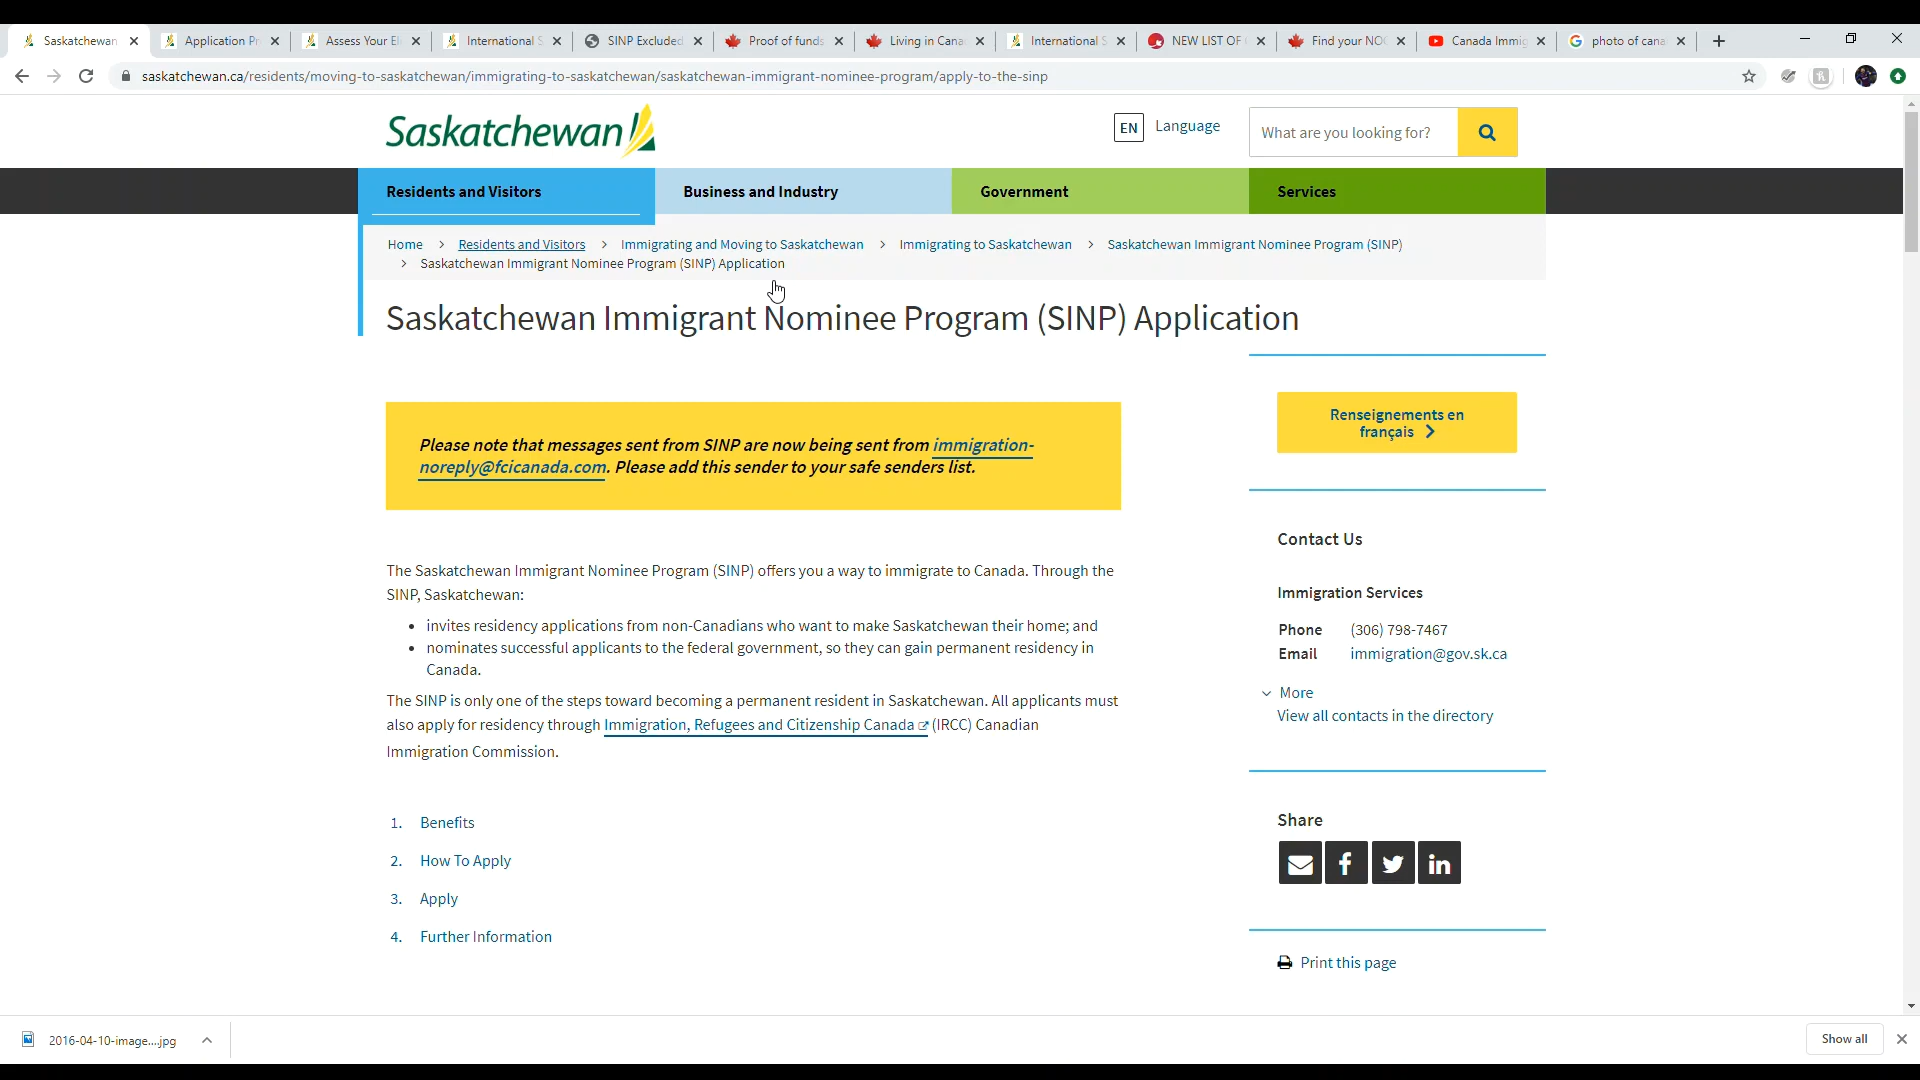 Saskatchewan
Application Pr
Assess Your El
International S
SINP Excluded
Proof of funds
Living in Cana
International S
NEW LIST OF
Find your NOC
Canada Immig
photo of cana
saskatchewan.ca/residents/moving-to-saskatchewan/immigrating-to-saskatchewan/saskatchewan-immigrant-nominee-program/apply-to-the-sinp
Saskatchewan
EN Language
What are you looking for?
Residents and Visitors
Business and Industry
Government
Services
Home > Residents and Visitors > Immigrating and Moving to Saskatchewan > Immigrating to Saskatchewan > Saskatchewan Immigrant Nominee Program (SINP)
> Saskatchewan Immigrant Nominee Program (SINP) Application
Saskatchewan Immigrant Nominee Program (SINP) Application
Please note that messages sent from SINP are now being sent from immigration-
noreply@fcicanada.com. Please add this sender to your safe senders list.
The Saskatchewan Immigrant Nominee Program (SINP) offers you a way to immigrate to Canada. Through the
SINP, Saskatchewan:
• invites residency applications from non-Canadians who want to make Saskatchewan their home; and
• nominates successful applicants to the federal government, so they can gain permanent residency in
Canada.
The SINP is only one of the steps toward becoming a permanent resident in Saskatchewan. All applicants must
also apply for residency through Immigration, Refugees and Citizenship Canada (IRCC) Canadian
Immigration Commission.
1. Benefits
2. How To Apply
3. Apply
4. Further Information
Renseignements en
français >
Contact Us
Immigration Services
Phone (306) 798-7467
Email immigration@gov.sk.ca
More
View all contacts in the directory
Share
Print this page
2016-04-10-image....jpg
Show all